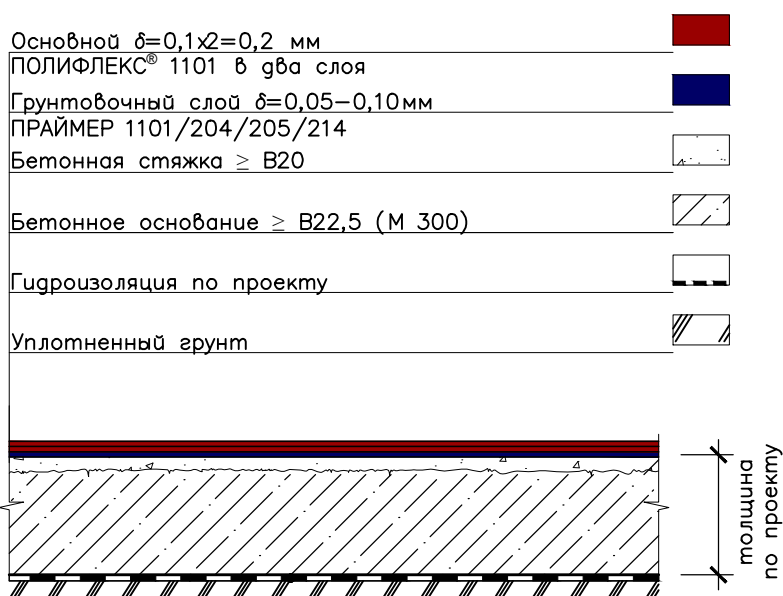 Основной δ=0,1x2=0,2 мм
ПОЛИФЛЕКС® 1101 в два слоя
Грунтовочный слой δ=0,05−0,10мм
ПРАЙМЕР 1101/204/205/214
Бетонная стяжка ≥ В20
Бетонное основание ≥ В22,5 (М 300)
Гидроизоляция по проекту
Уплотненный грунт
толщина
по проекту